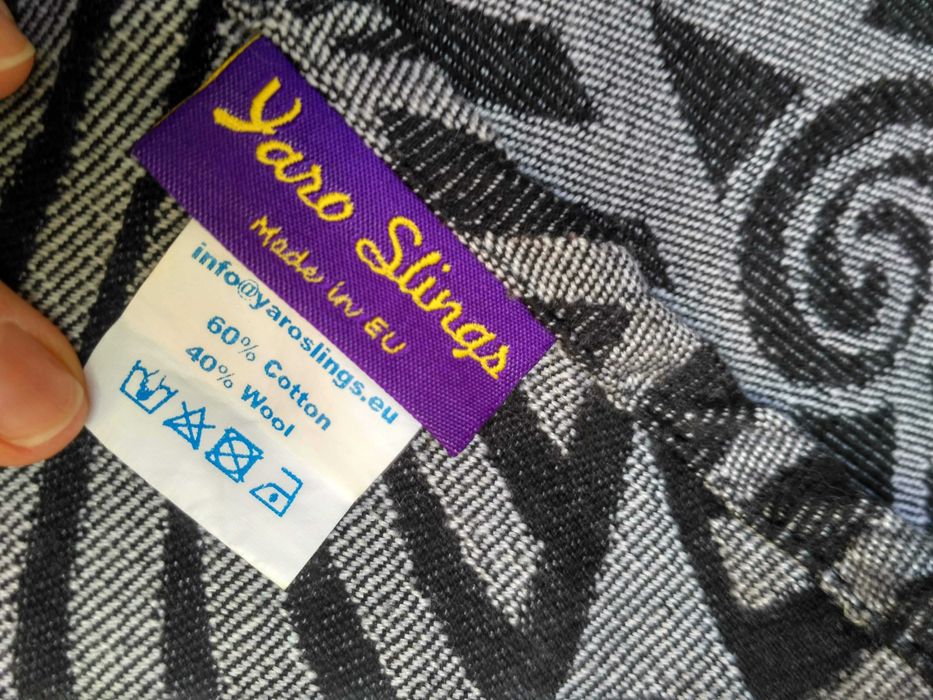 Yaro Slings
Made in EU
info@yaroslings.eu
60% Cotton
40% Wool